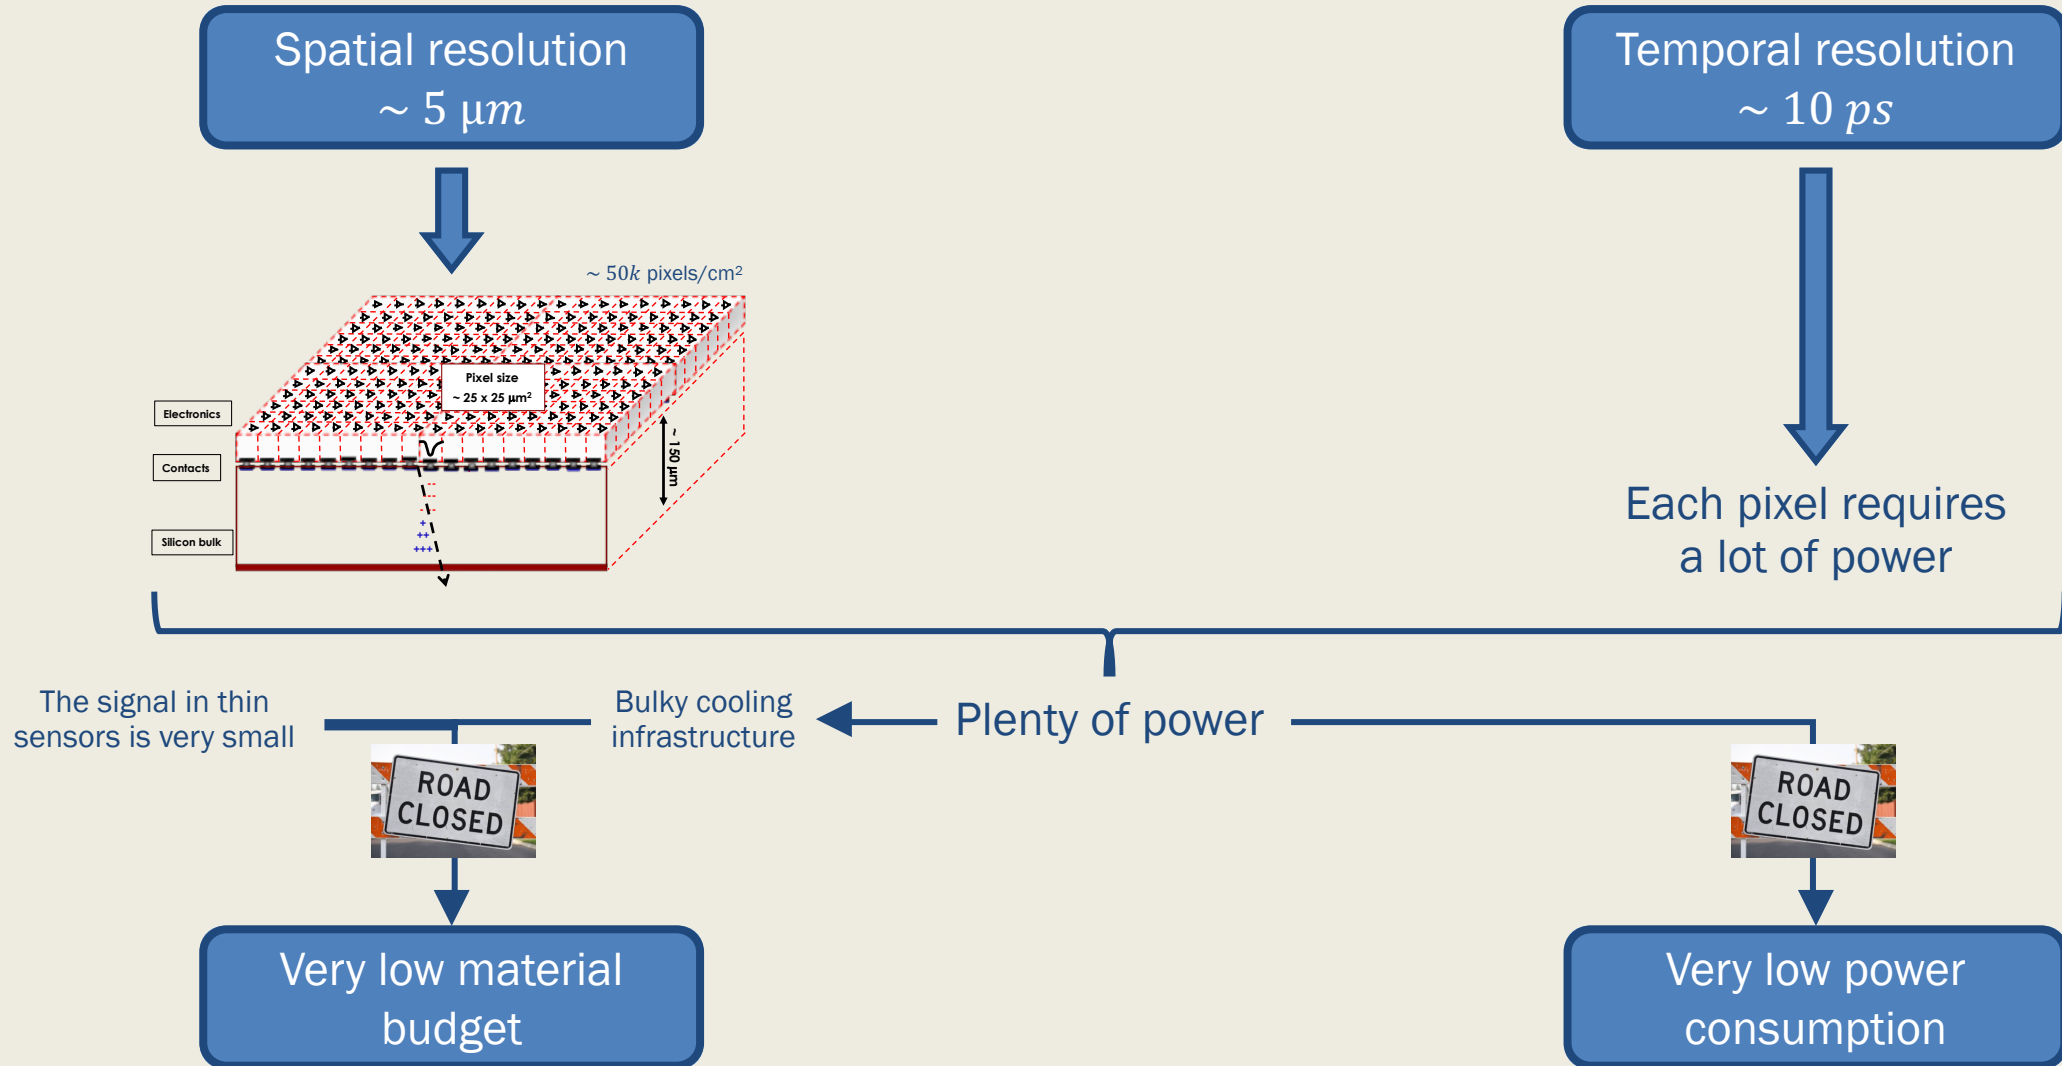 Spatial resolution
~ 5 μm
Temporal resolution
~ 10 ps
~ 50k pixels/cm²
Pixel size
~ 25 x 25 μm²
Electronics
Contacts
Silicon bulk
~ 150 μm
--
--
--
+
++
+++
Each pixel requires
a lot of power
The signal in thin
sensors is very small
Bulky cooling
infrastructure
Plenty of power
ROAD
CLOSED
ROAD
CLOSED
Very low material
budget
Very low power
consumption